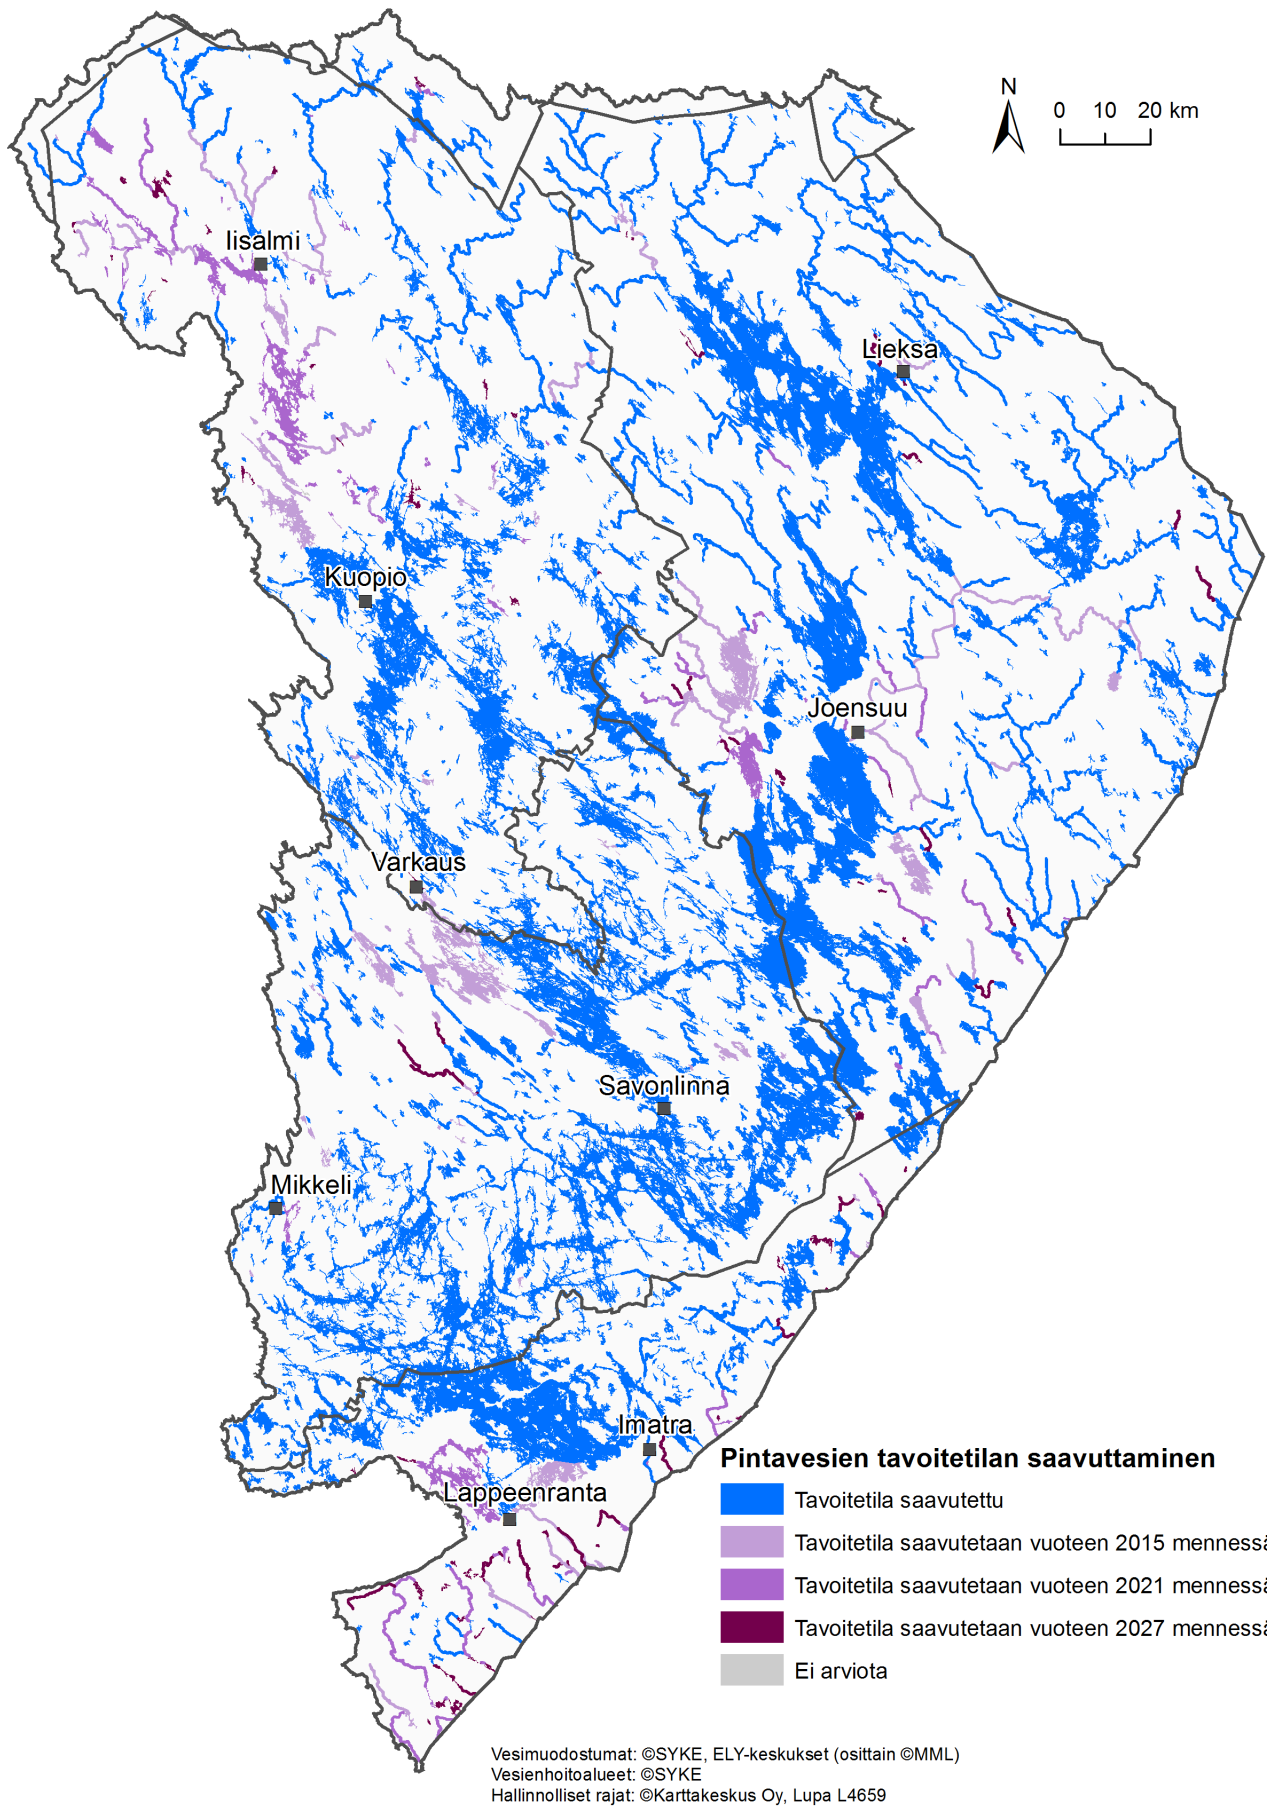 N
0 10 20 km
Iisalmi
Lieksa
Kuopio
Joensuu
Varkaus
Savonlinna
Mikkeli
Imatra
Lappeenranta
Pintavesien tavoitetilan saavuttaminen
Tavoitetila saavutettu
Tavoitetila saavutetaan vuoteen 2015 mennessä
Tavoitetila saavutetaan vuoteen 2021 mennessä
Tavoitetila saavutetaan vuoteen 2027 mennessä
Ei arviota
Vesimuodostumat: ©SYKE, ELY-keskukset (osittain ©MML)
Vesienhoitoalueet: ©SYKE
Hallinnolliset rajat: ©Karttakeskus Oy, Lupa L4659